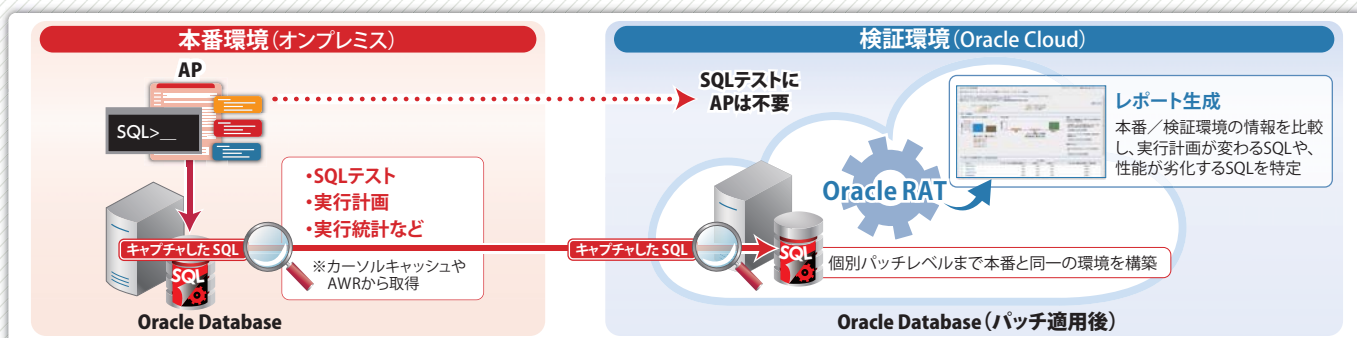 本番環境（オンプレミス）
AP
SQL>__
・SQLテスト
・実行計画
・実行統計など
※カーソルキャッシュや
AWRから取得
キャプチャした SQL
SQL
Oracle Database
検証環境（Oracle Cloud）
SQLテストに
APは不要
レポート生成
本番／検証環境の情報を比較
し、実行計画が変わるSQLや、
性能が劣化するSQLを特定
Oracle RAT
キャプチャした SQL
SQL
個別パッチレベルまで本番と同一の環境を構築
Oracle Database（パッチ適用後）